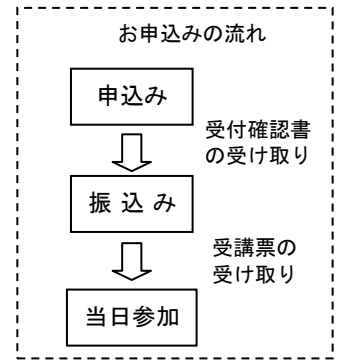 お申込みの流れ
申込み
受付確認書
の受け取り
振込み
受講票の
受け取り
当日参加